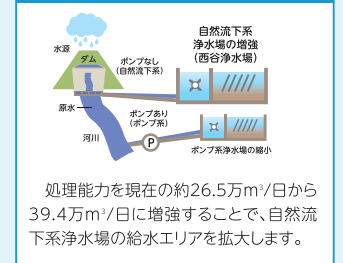 自然流下系
浄水場の増強
(西谷浄水場)
水源
ダム
ポンプなし
(自然流下系)
原水
ポンプあり
(ポンプ系)
河川
P
ポンプ系浄水場の縮小
処理能力を現在の約26.5万m³/日から
39.4万m³/日に増強することで、自然流
下系浄水場の給水エリアを拡大します。